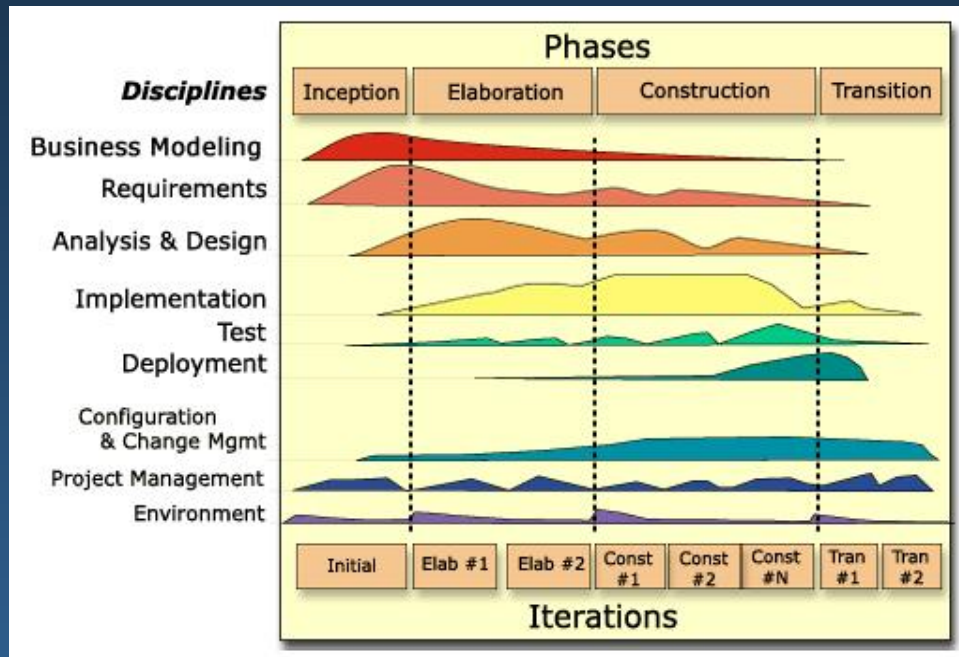 Phases
Disciplines
Inception
Elaboration
Construction
Transition
Business Modeling
Requirements
Analysis & Design
Implementation
Test
Deployment
Configuration
& Change Mgmt
Project Management
Environment
Initial
Elab #1
Elab #2
Const
#1
Const
#2
Const
#N
Tran
#1
Tran
#2
Iterations